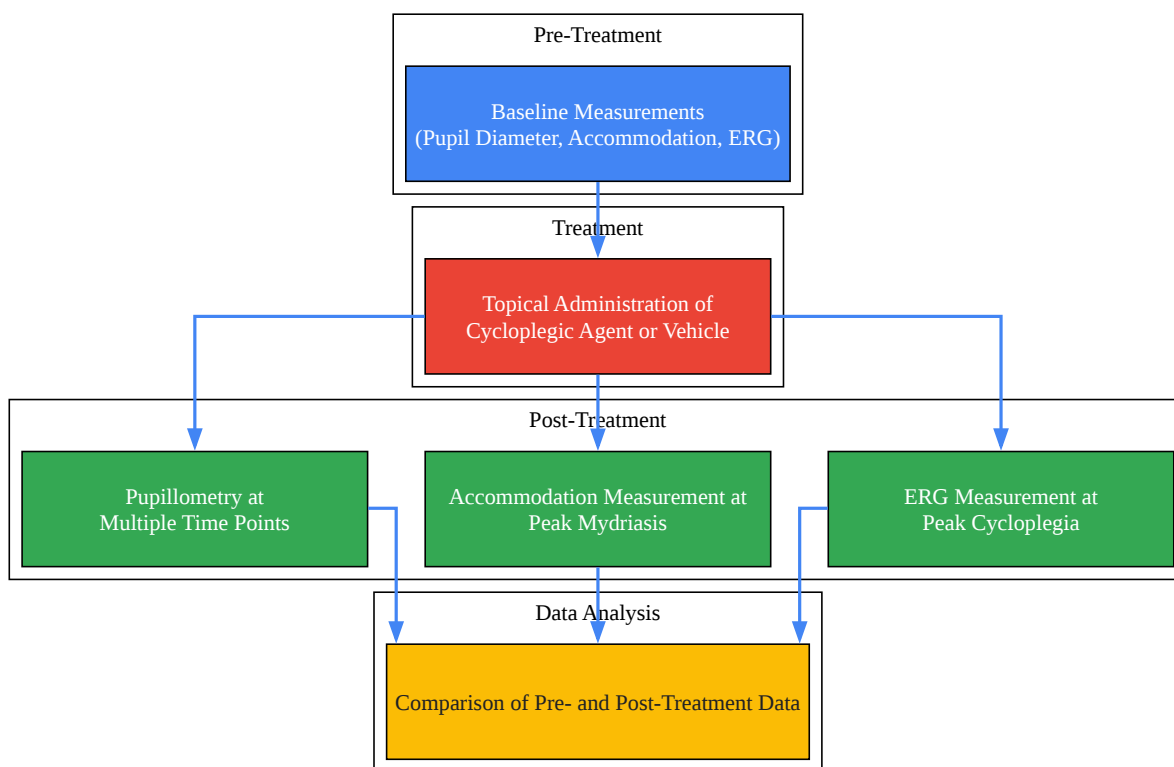 Pre-Treatment
Baseline Measurements
(Pupil Diameter, Accommodation, ERG)
Treatment
Topical Administration of
Cycloplegic Agent or Vehicle
Post-Treatment
Pupillometry at
Multiple Time Points
Accommodation Measurement at
Peak Mydriasis
ERG Measurement at
Peak Cycloplegia
Data Analysis
Comparison of Pre- and Post-Treatment Data